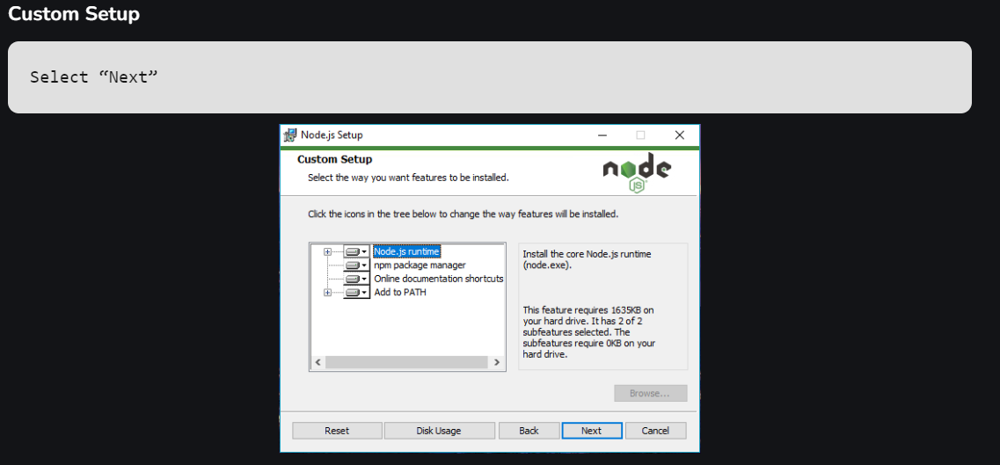 Custom Setup
Select “Next”
Node.js Setup
Custom Setup
Select the way you want features to be installed.
node
JS
Click the icons in the tree below to change the way features will be installed.
Node.js runtime
npm package manager
Online documentation shortcuts
Add to PATH
Install the core Node.js runtime
(node.exe).
This feature requires 1635KB on
your hard drive. It has 2 of 2
subfeatures selected. The
subfeatures require 0KB on your
hard drive.
Browse...
Reset
Disk Usage
Back
Next
Cancel